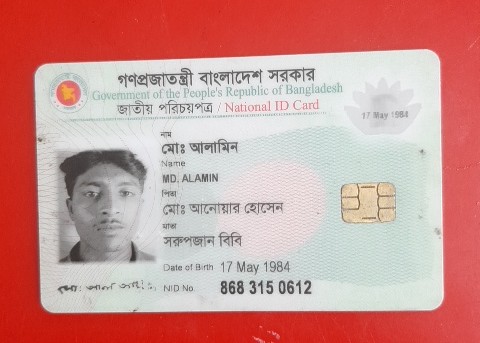 গণপ্রজাতন্ত্রী বাংলাদেশ সরকার
Government of the People's Republic of Bangladesh
জাতীয় পরিচয়পত্র / National ID Card
17 May 1984
নাম
মোঃ আলামিন
Name
MD. ALAMIN
পিতা
মোঃ আনোয়ার হোসেন
মাতা
সরুপজান বিবি
Date of Birth 17 May 1984
NID No. 868 315 0612